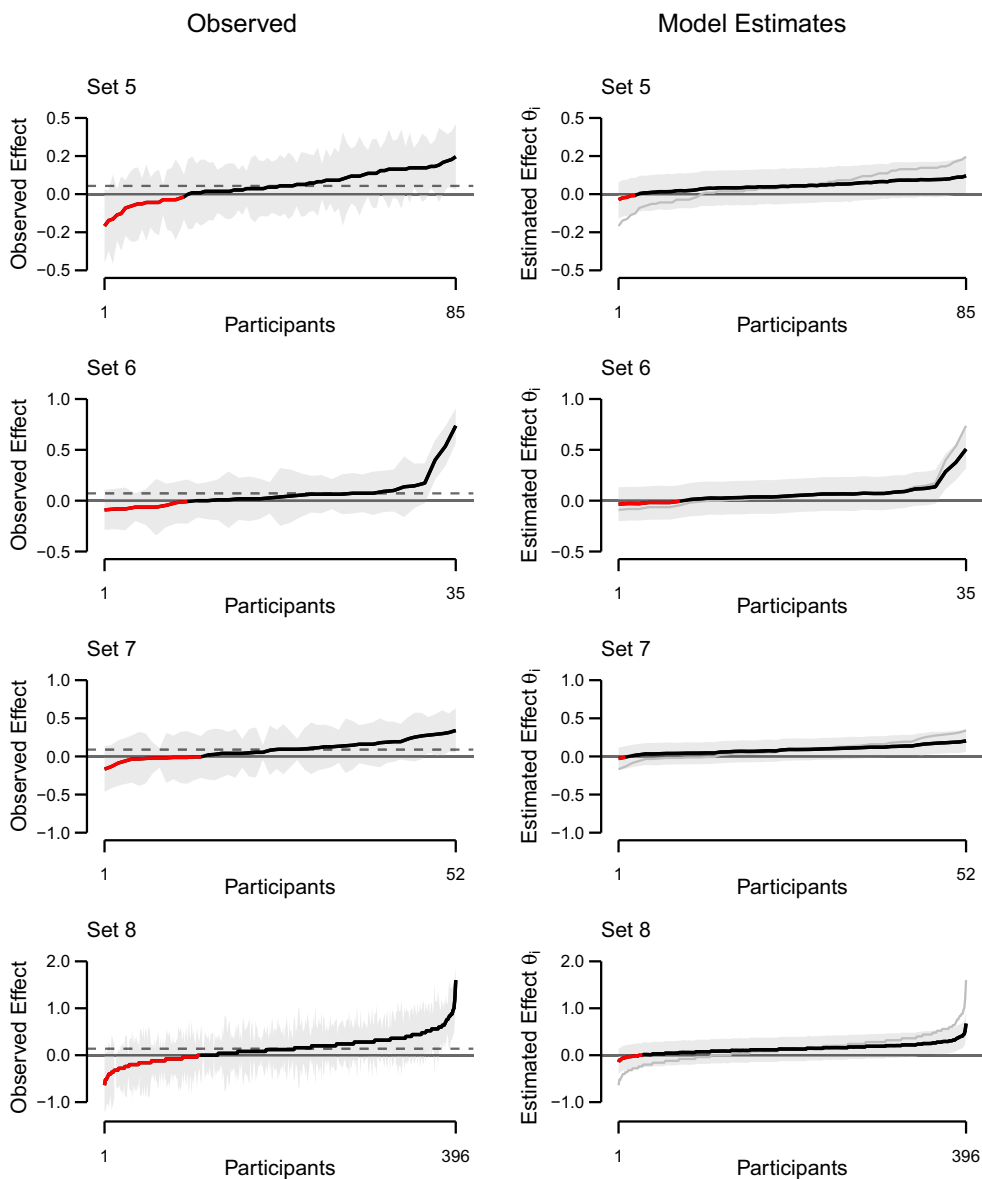 Observed
Model Estimates
Set 5
Observed Effect
0.5
0.2
0.0
−0.2
−0.5
1
85
Participants
Set 5
Estimated Effect θi
0.5
0.2
0.0
−0.2
−0.5
1
85
Participants
Set 6
Observed Effect
1.0
0.5
0.0
−0.5
1
35
Participants
Set 6
Estimated Effect θi
1.0
0.5
0.0
−0.5
1
35
Participants
Set 7
Observed Effect
1.0
0.5
0.0
−0.5
−1.0
1
52
Participants
Set 7
Estimated Effect θi
1.0
0.5
0.0
−0.5
−1.0
1
52
Participants
Set 8
Observed Effect
2.0
1.0
0.0
−1.0
1
396
Participants
Set 8
Estimated Effect θi
2.0
1.0
0.0
−1.0
1
396
Participants